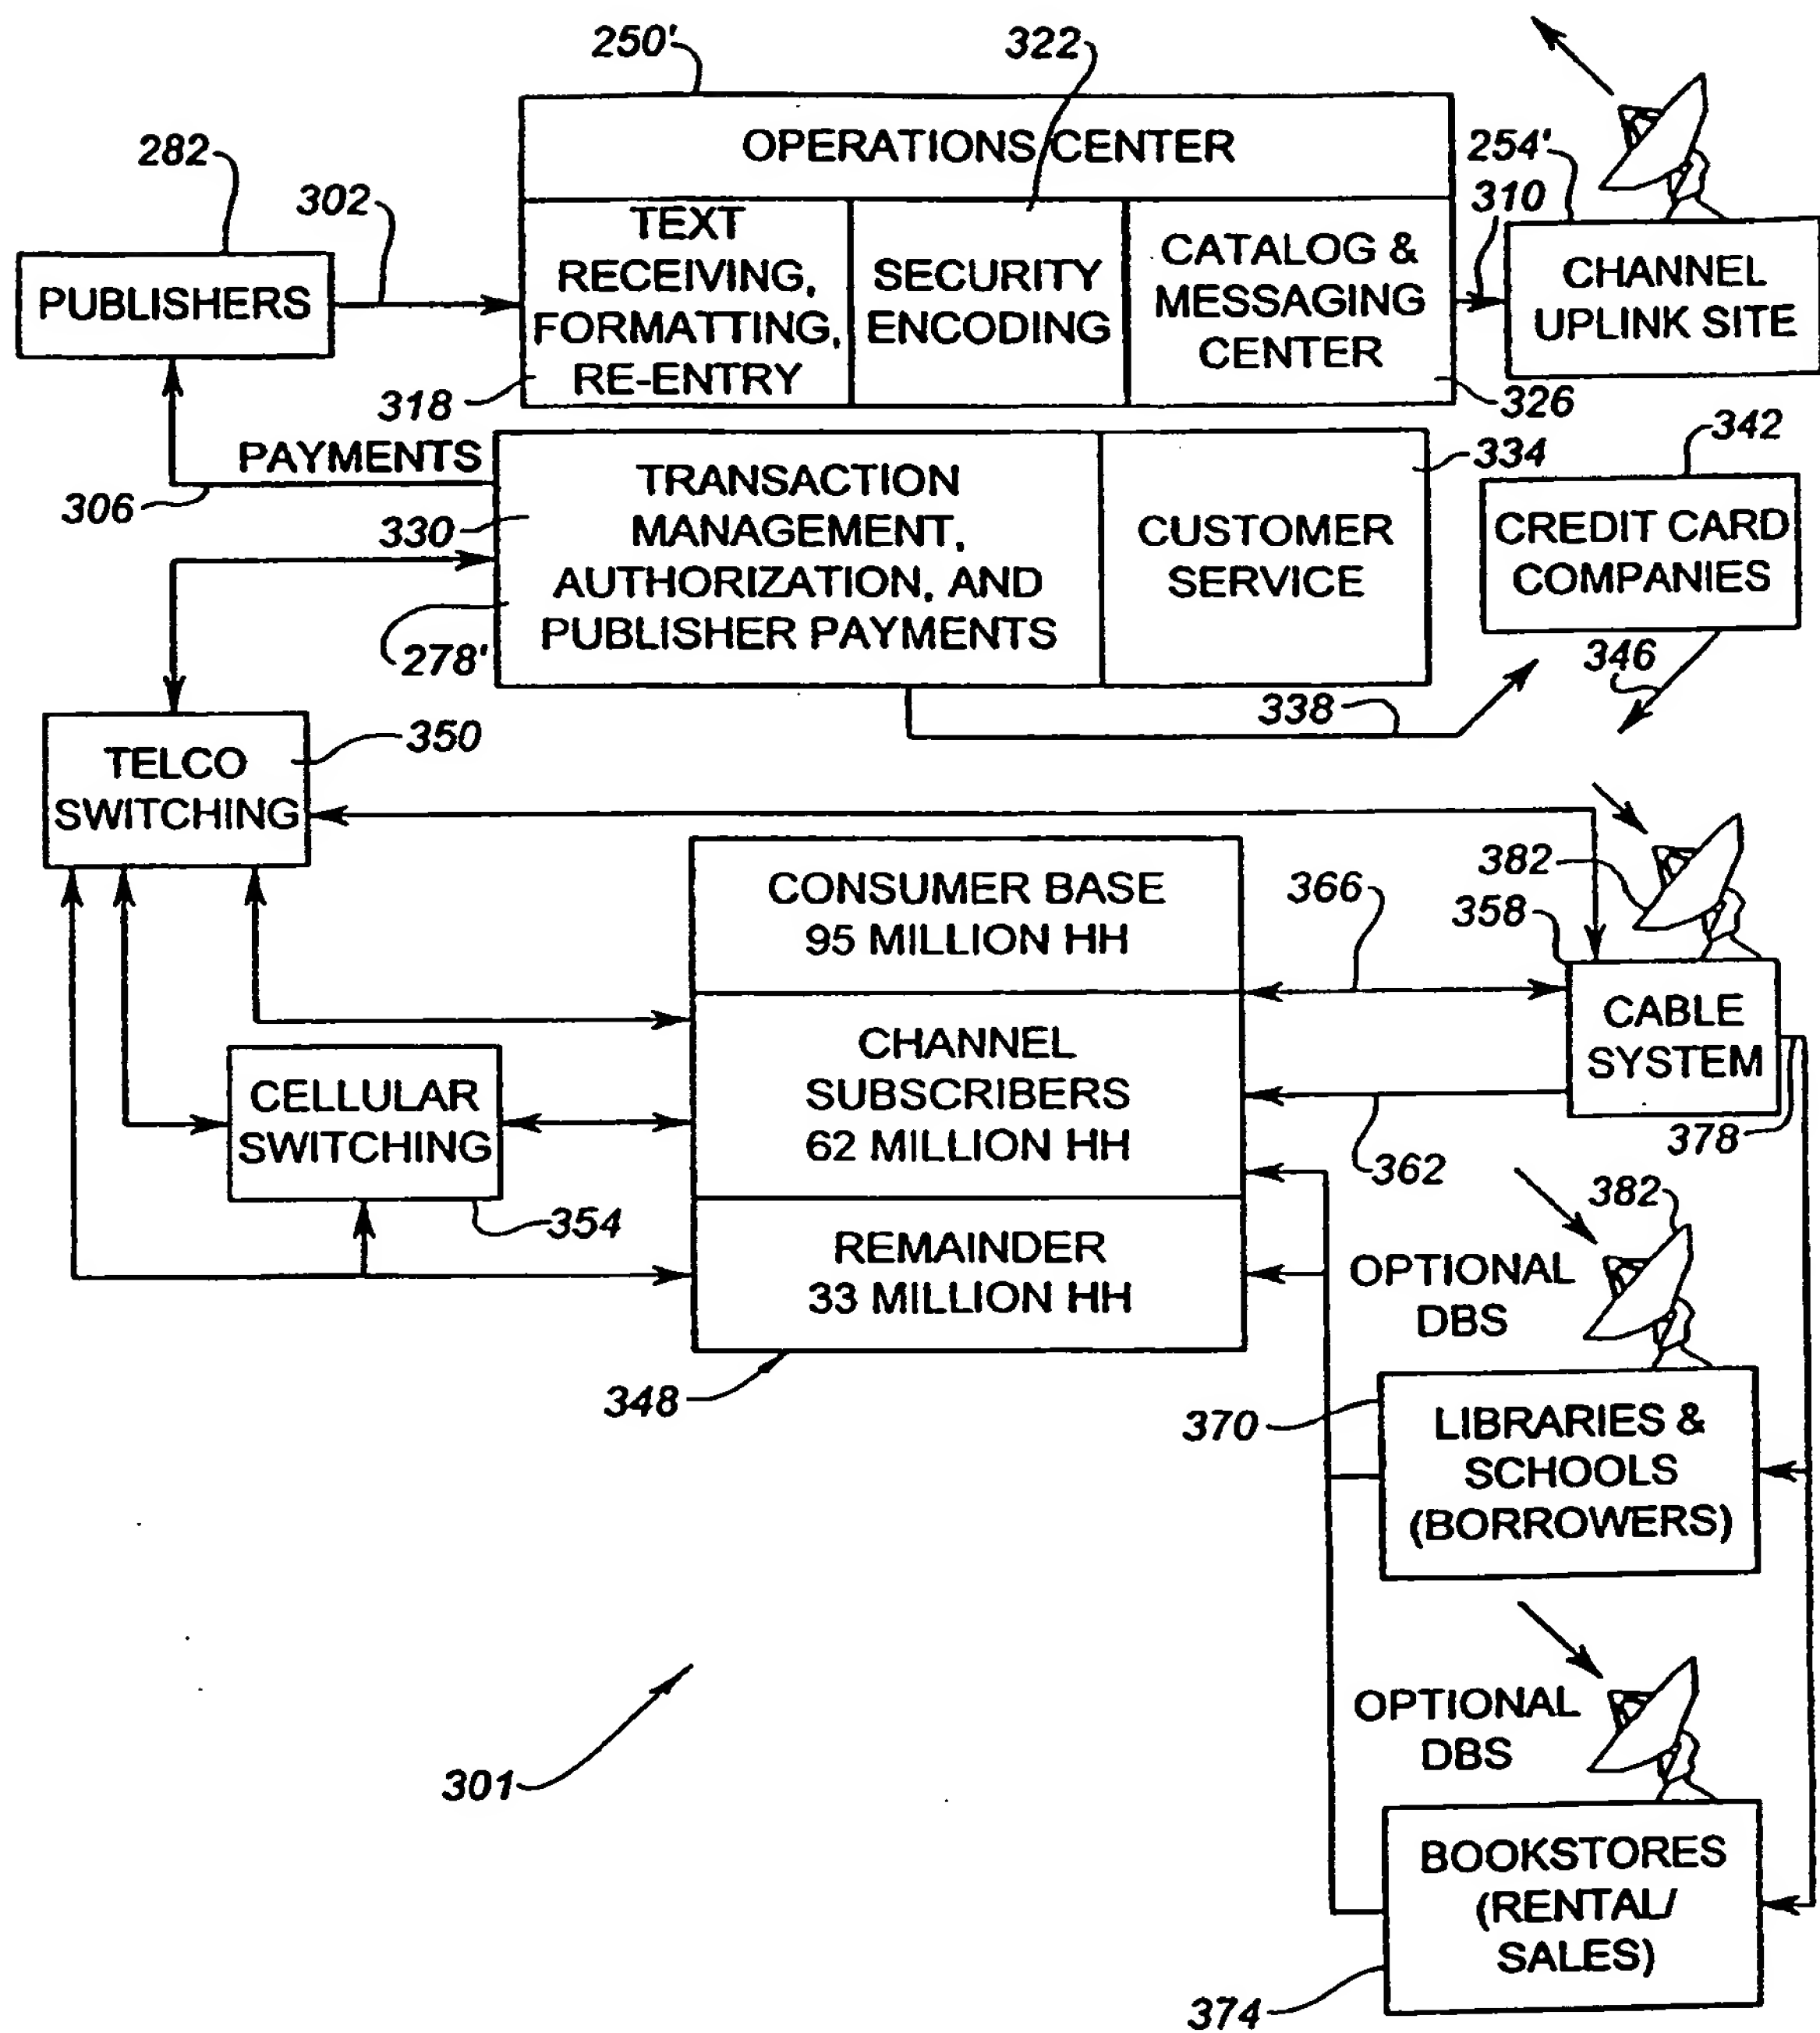 250'
322
282
302
OPERATIONS CENTER
254'
310
PUBLISHERS
TEXT
RECEIVING,
FORMATTING,
RE-ENTRY
SECURITY
ENCODING
CATALOG &
MESSAGING
CENTER
CHANNEL
UPLINK SITE
318
326
PAYMENTS
306
330
278'
TRANSACTION
MANAGEMENT,
AUTHORIZATION, AND
PUBLISHER PAYMENTS
CUSTOMER
SERVICE
334
342
CREDIT CARD
COMPANIES
346
338
TELCO
SWITCHING
350
CONSUMER BASE
95 MILLION HH
366
382
358
CABLE
SYSTEM
CHANNEL
SUBSCRIBERS
62 MILLION HH
CELLULAR
SWITCHING
354
362
378
382
REMAINDER
33 MILLION HH
348
OPTIONAL
DBS
370
LIBRARIES &
SCHOOLS
(BORROWERS)
301
OPTIONAL
DBS
BOOKSTORES
(RENTAL/
SALES)
374